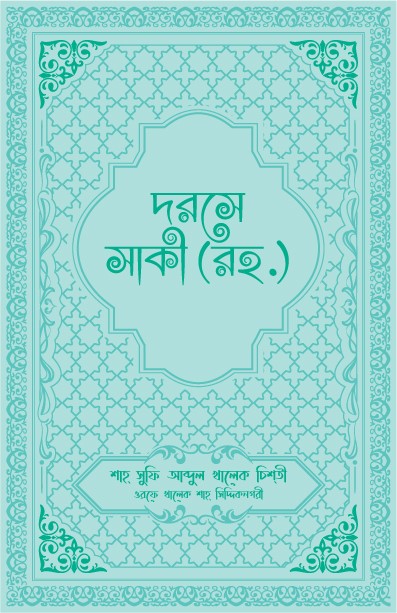 দরসে
সাকী (রহ.)
শাহ্ সুফি আব্দুল খালেক চিশ্তী
ওরফে খালেক শাহ্ সিদ্দিকনগরী